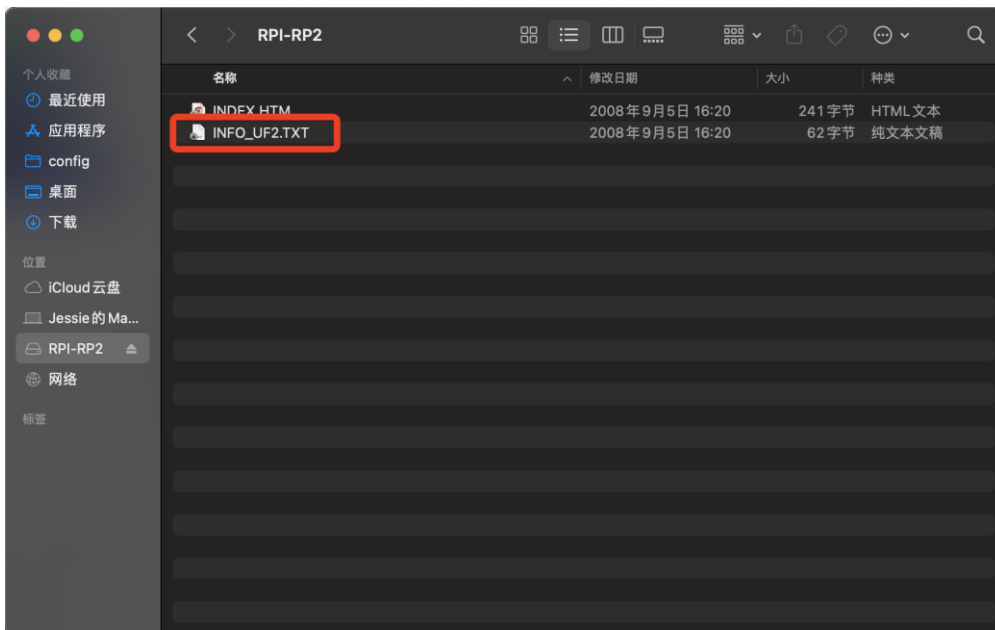 RPI-RP2
个人收藏
最近使用
应用程序
config
桌面
下载
位置
iCloud云盘
Jessie的Ma...
RPI-RP2
网络
标签
名称 修改日期 大小 种类
INDEX.HTM 2008年9月5日 16:20 241字节 HTML文本
INFO_UF2.TXT 2008年9月5日 16:20 62字节 纯文本文稿